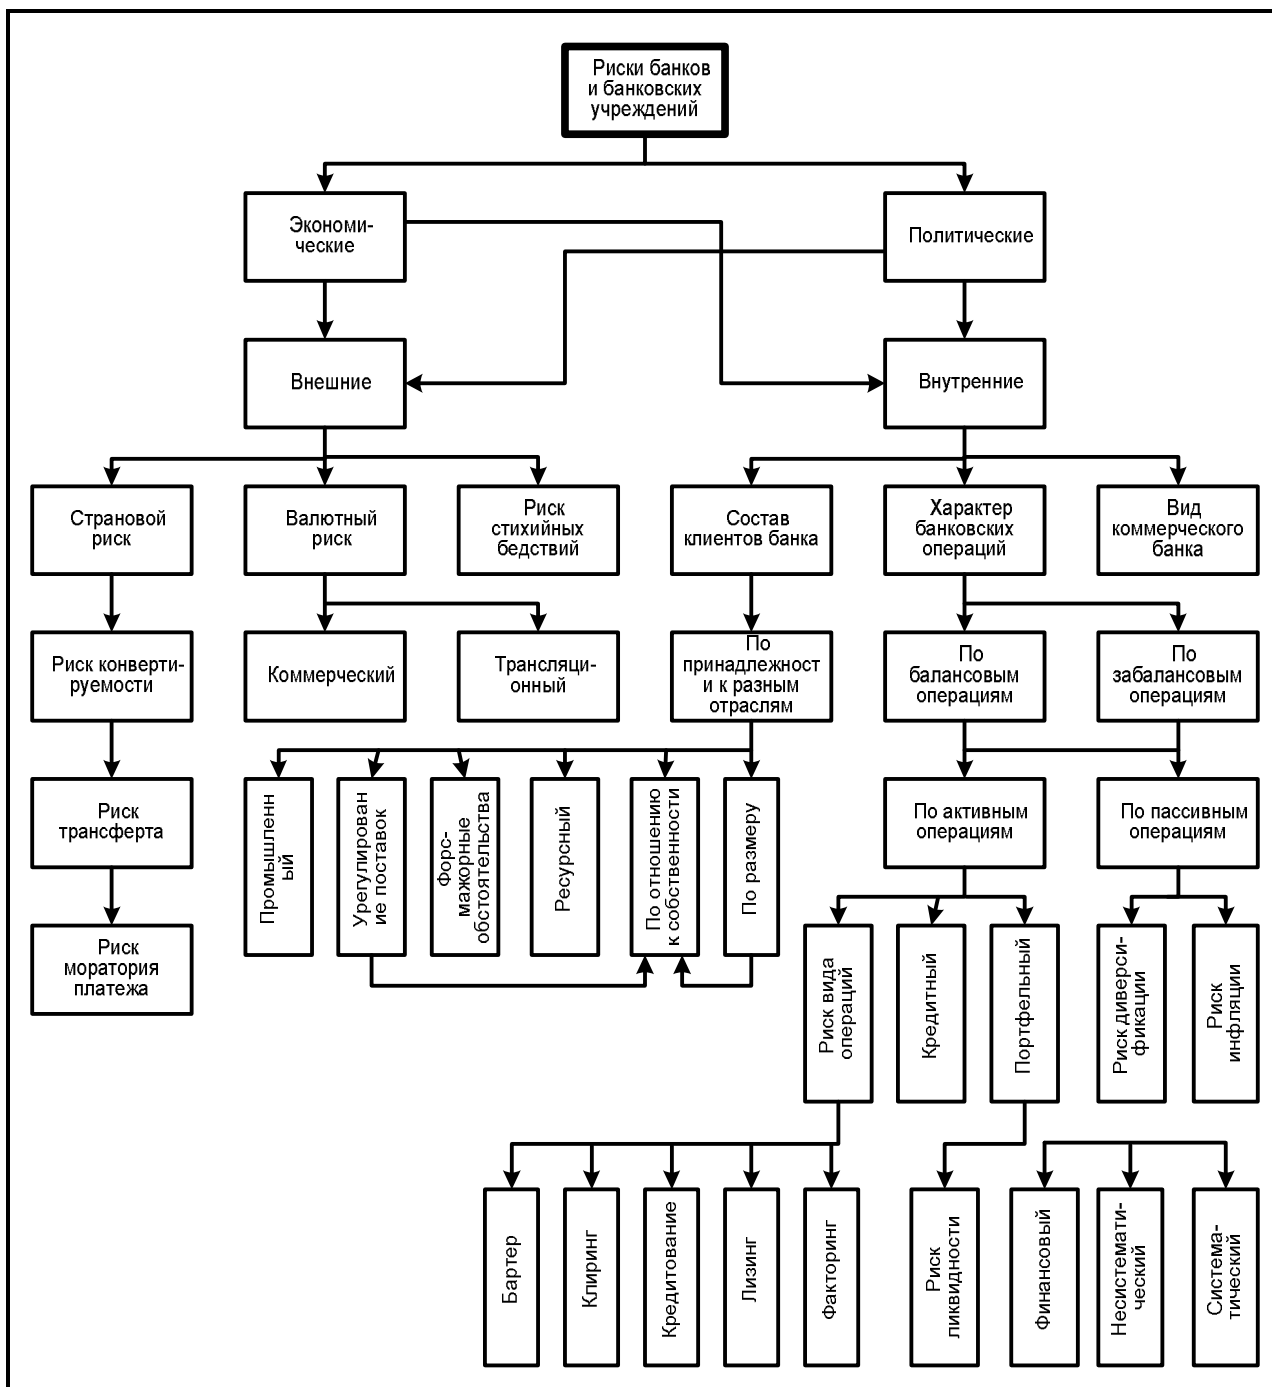 Риски банков
и банковских
учреждений
Экономи-
ческие
Политические
Внешние
Внутренние
Страновой
риск
Валютный
риск
Риск
стихийных
бедствий
Состав
клиентов банка
Характер
банковских
операций
Вид
коммерческого
банка
Риск конверти-
руемости
Коммерческий
Трансляци-
онный
По
принадлежност
и к разным
отраслям
По
балансовым
операциям
По
забалансовым
операциям
Риск
трансферта
Промышленн
ый
Урегулирован
ие поставок
Форс-
мажорные
обстоятельства
Ресурсный
По отношению
к собственности
По размеру
По активным
операциям
По пассивным
операциям
Риск
моратория
платежа
Риск вида
операций
Кредитный
Портфельный
Риск диверси-
фикации
Риск
инфляции
Бартер
Клиринг
Кредитование
Лизинг
Факторинг
Риск
ликвидности
Финансовый
Несистемати-
ческий
Система-
тический